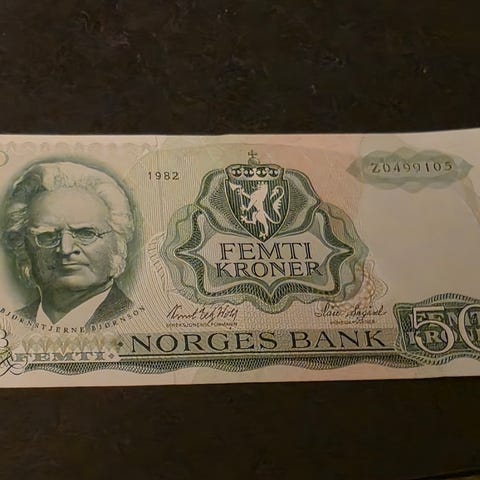 1982
Z0499105
FEMTI
KRONER
BJØRNSTJERNE BJØRNSON
FEMTI
NORGES BANK
50